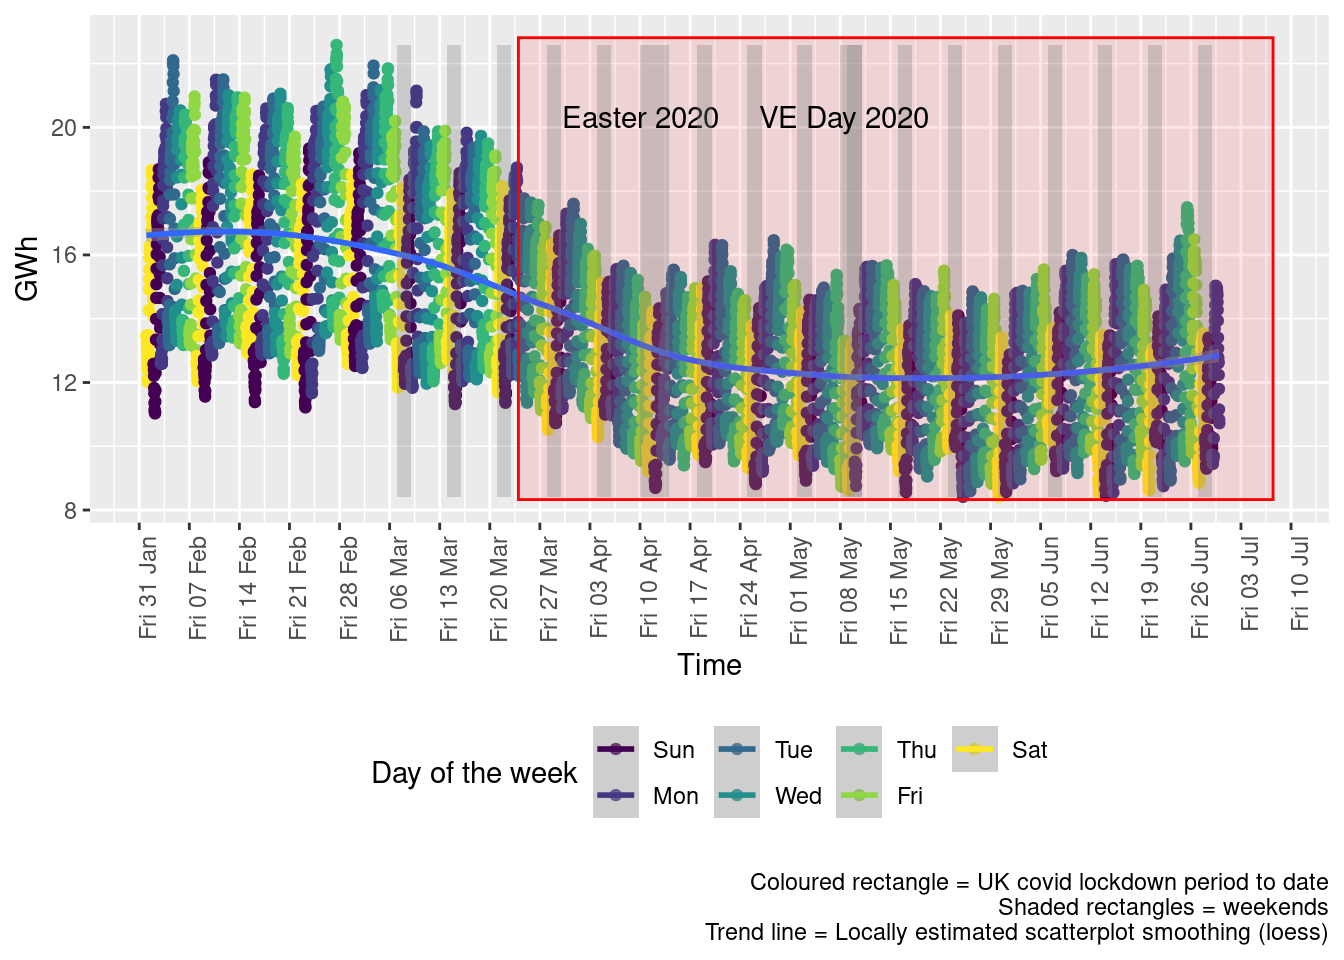 Easter 2020 VE Day 2020
20
16
12
8
GWh
Fri 31 Jan
Fri 07 Feb
Fri 14 Feb
Fri 21 Feb
Fri 28 Feb
Fri 06 Mar
Fri 13 Mar
Fri 20 Mar
Fri 27 Mar
Fri 03 Apr
Fri 10 Apr
Fri 17 Apr
Fri 24 Apr
Fri 01 May
Fri 08 May
Fri 15 May
Fri 22 May
Fri 29 May
Fri 05 Jun
Fri 12 Jun
Fri 19 Jun
Fri 26 Jun
Fri 03 Jul
Fri 10 Jul
Time
Day of the week
Sun Tue Thu Sat
Mon Wed Fri
Coloured rectangle = UK covid lockdown period to date
Shaded rectangles = weekends
Trend line = Locally estimated scatterplot smoothing (loess)